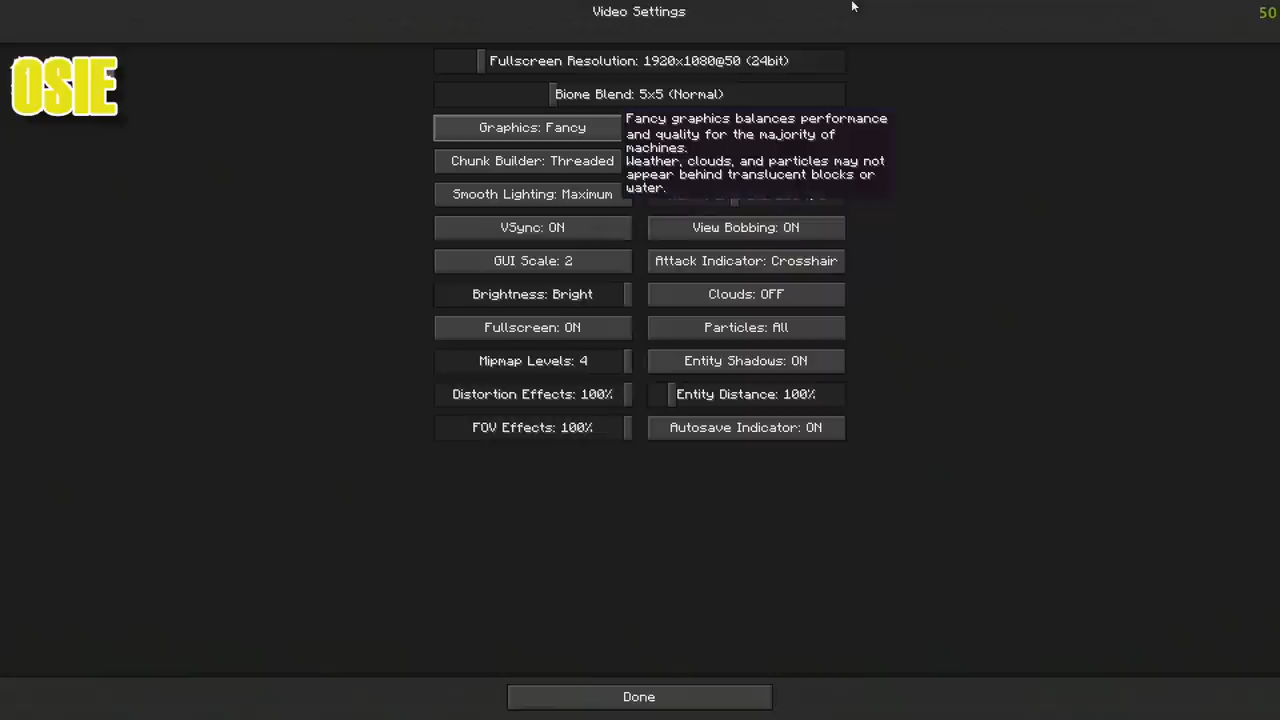 Video Settings
50
OSIE
Fullscreen Resolution: 1920x1080@50 (24bit)
Biome Blend: 5x5 (Normal)
Graphics: Fancy
Fancy graphics balances performance
and quality for the majority of
machines.
Weather, clouds, and particles may not
appear behind translucent blocks or
water.
Chunk Builder: Threaded
Smooth Lighting: Maximum
VSync: ON
View Bobbing: ON
GUI Scale: 2
Attack Indicator: Crosshair
Brightness: Bright
Clouds: OFF
Fullscreen: ON
Particles: All
Mipmap Levels: 4
Entity Shadows: ON
Distortion Effects: 100%
Entity Distance: 100%
FOV Effects: 100%
Autosave Indicator: ON
Done